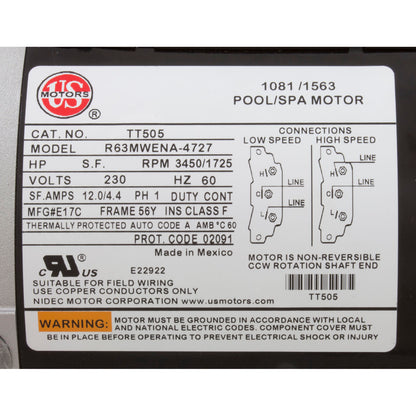 US
MOTORS
®
1081 /1563
POOL/SPA MOTOR
CAT. NO. TT505
MODEL R63MWENA-4727
HP S.F. RPM 3450/1725
VOLTS 230 HZ 60
SF.AMPS 12.0/4.4 PH 1 DUTY CONT
MFG#E17C FRAME 56Y INS CLASS F
THERMALLY PROTECTED AUTO CODE A AMB °C 60
PROT. CODE 02091
Made in Mexico
CONNECTIONS
LOW SPEED HIGH SPEED
H LINE H LINE
C C
L LINE L LINE
MOTOR IS NON-REVERSIBLE
CCW ROTATION SHAFT END
TT505
C RU US E22922
SUITABLE FOR FIELD WIRING
USE COPPER CONDUCTORS ONLY
NIDEC MOTOR CORPORATION www.usmotors.com
WARNING: MOTOR MUST BE GROUNDED IN ACCORDANCE WITH LOCAL
AND NATIONAL ELECTRIC CODES. COMPONENT COVER MUST
BE IN PLACE BEFORE OPERATING TO PREVENT ELECTRICAL SHOCK OR INJURY